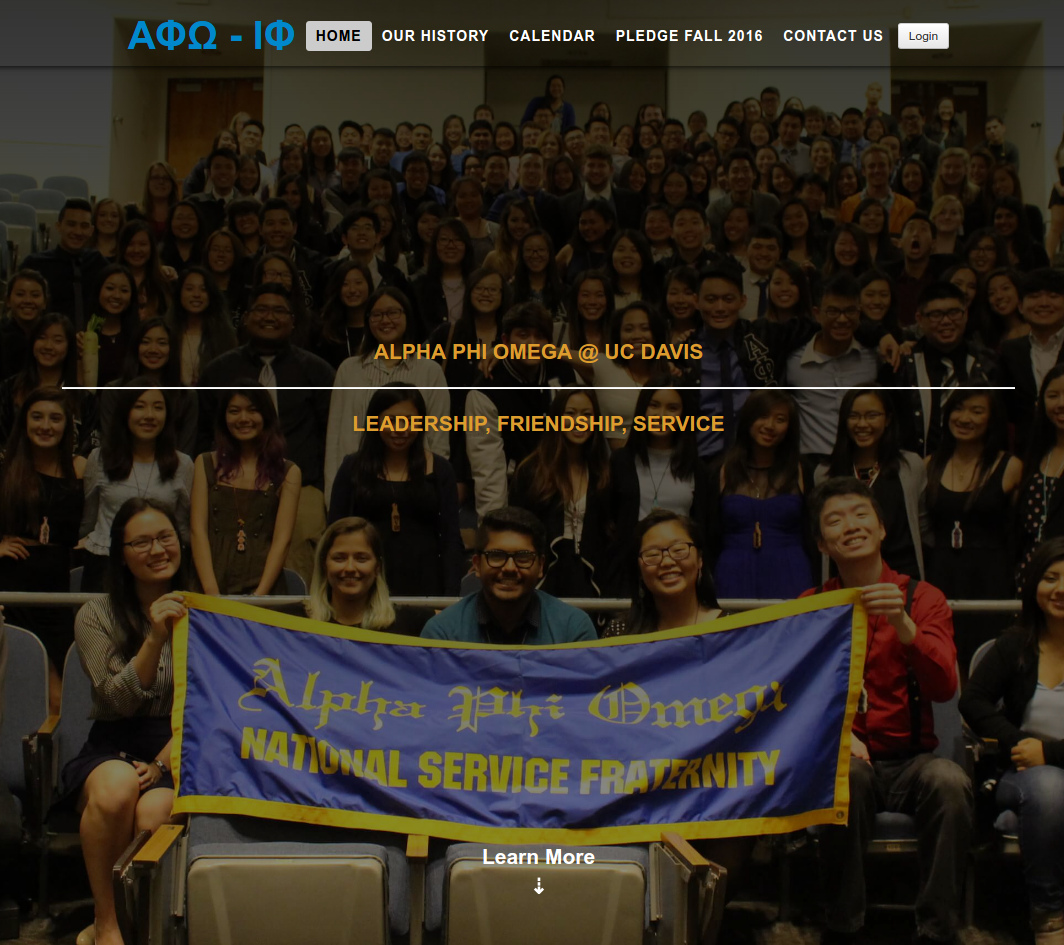 ΑΦΩ - ΙΦ
HOME
OUR HISTORY
CALENDAR
PLEDGE FALL 2016
CONTACT US
Login
ALPHA PHI OMEGA @ UC DAVIS
LEADERSHIP, FRIENDSHIP, SERVICE
Alpha Phi Omega
NATIONAL SERVICE FRATERNITY
Learn More